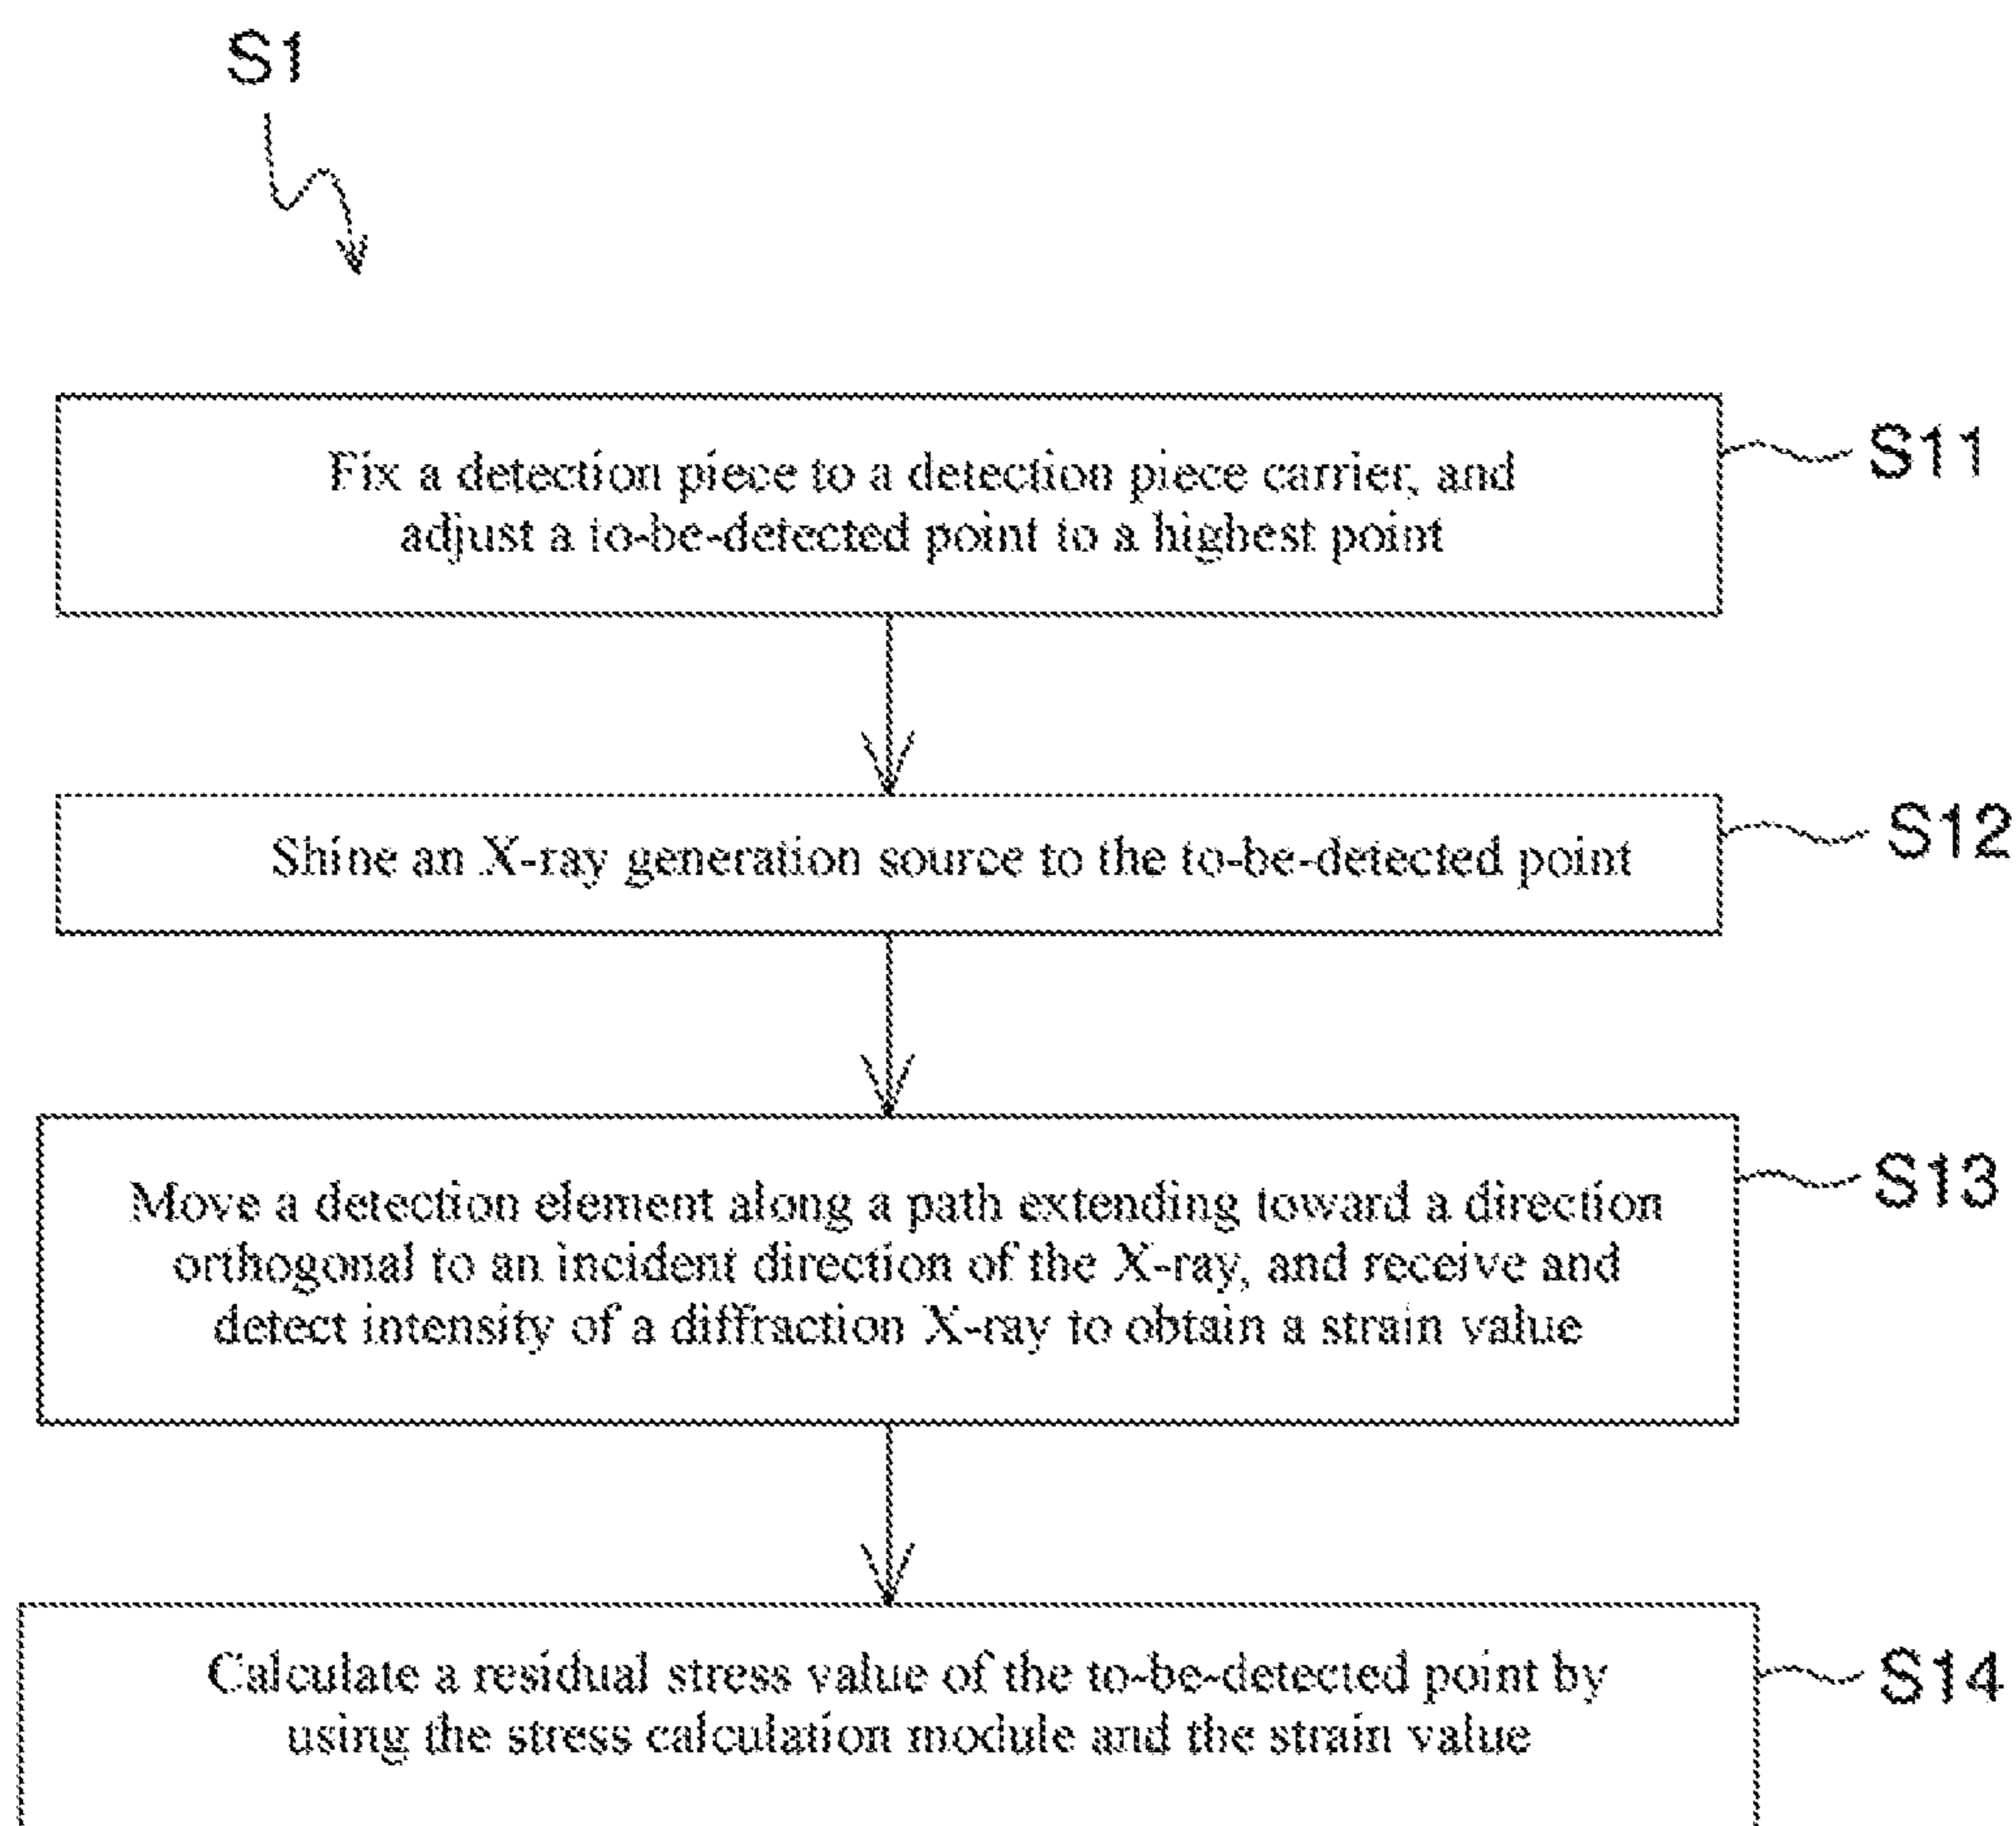 S1
Fix a detection piece to a detection piece carrier, and
adjust a to-be-detected point to a highest point
S11
Shine an X-ray generation source to the to-be-detected point
S12
Move a detection element along a path extending toward a direction
orthogonal to an incident direction of the X-ray, and receive and
detect intensity of a diffraction X-ray to obtain a strain value
S13
Calculate a residual stress value of the to-be-detected point by
using the stress calculation module and the strain value
S14